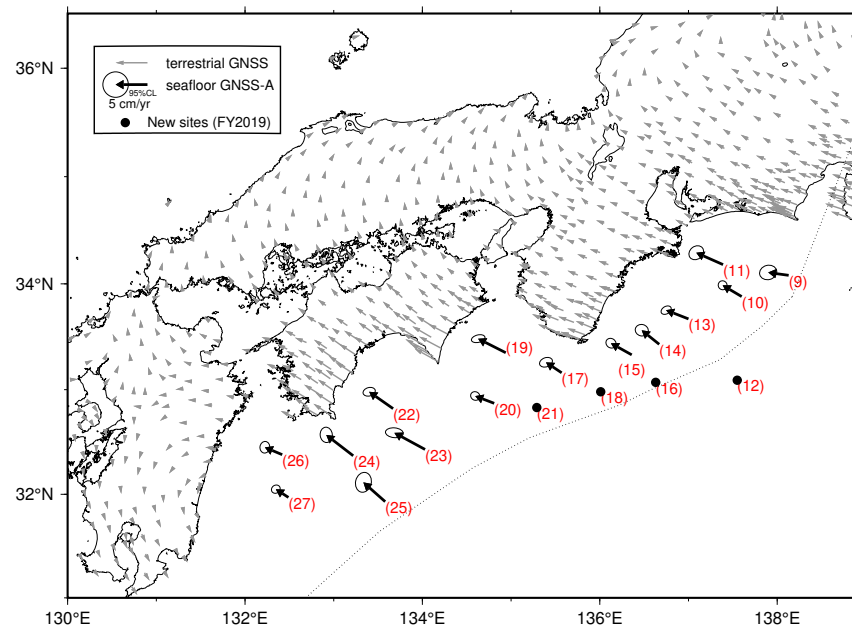 36°N
34°N
32°N
130°E
132°E
134°E
136°E
138°E
terrestrial GNSS
seafloor GNSS-A
95%CL
5 cm/yr
New sites (FY2019)
(11)
(9)
(10)
(13)
(14)
(19)
(15)
(17)
(12)
(16)
(18)
(22)
(20)
(21)
(23)
(26)
(24)
(27)
(25)